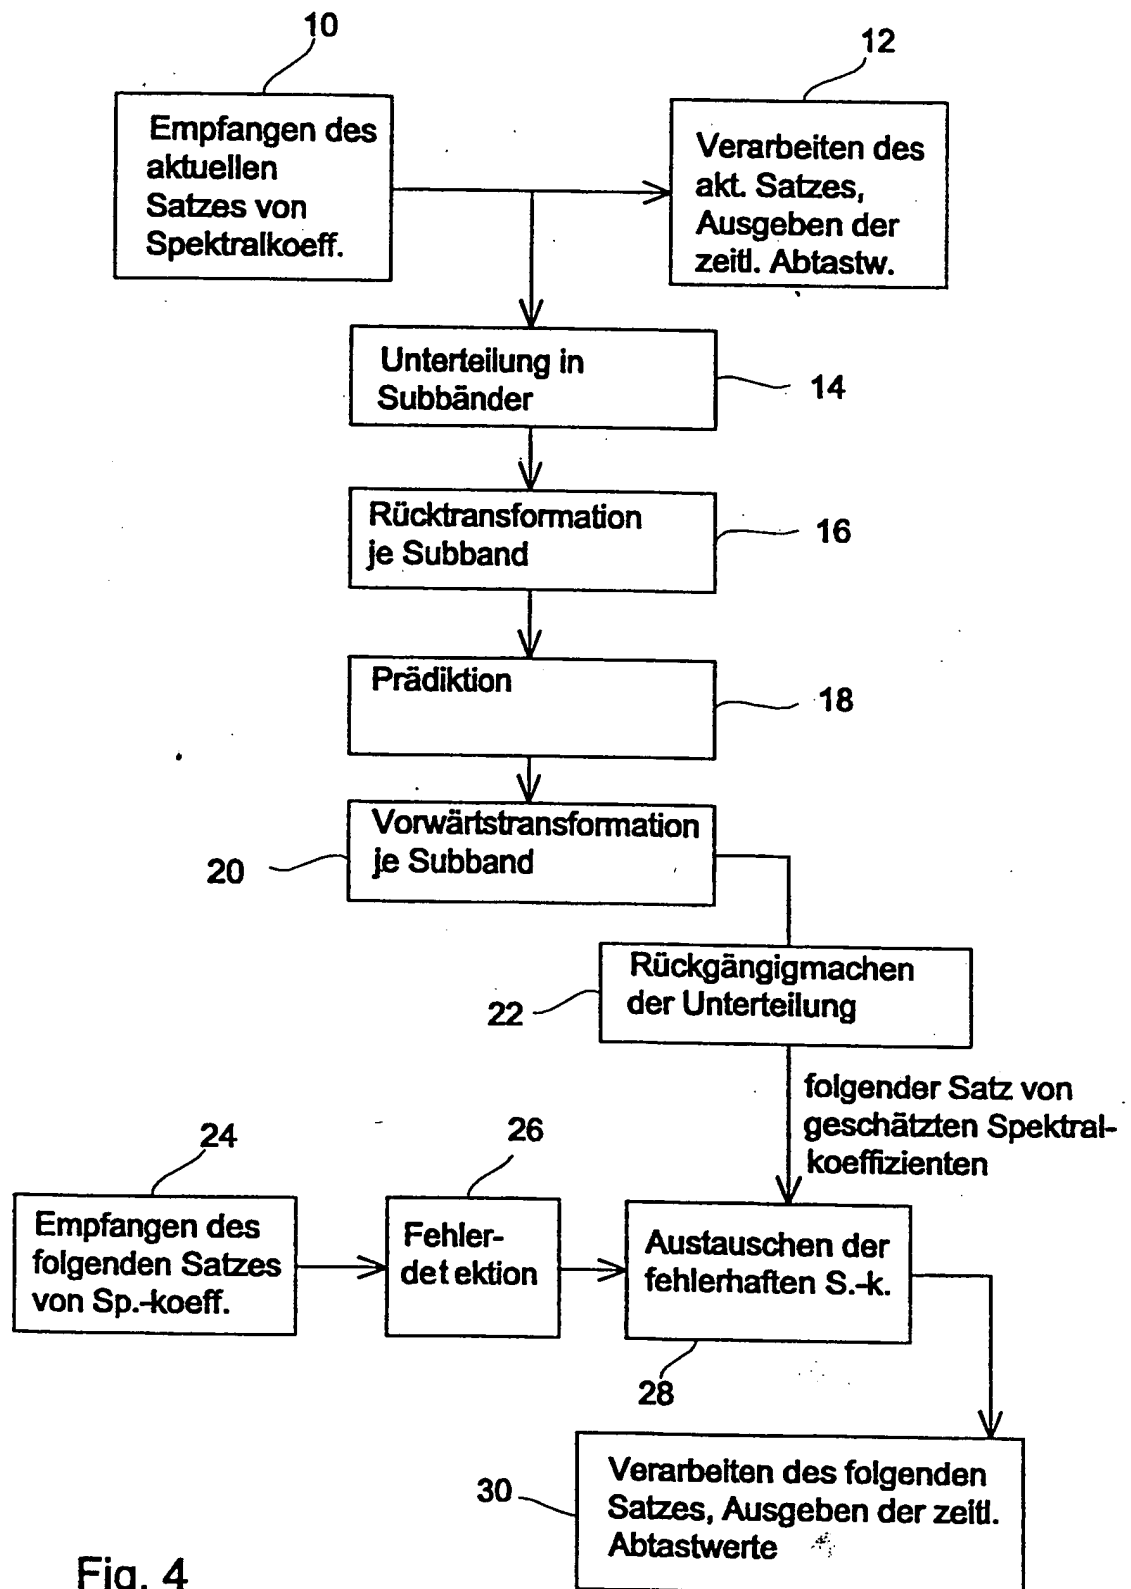 10
12
Empfangen des
aktuellen
Satzes von
Spektralkoeff.
Verarbeiten des
akt. Satzes,
Ausgeben der
zeitl. Abtastw.
Unterteilung in
Subbänder
14
Rücktransformation
je Subband
16
Prädiktion
18
Vorwärtstransformation
je Subband
20
Rückgängigmachen
der Unterteilung
22
folgender Satz von
geschätzten Spektral-
koeffizienten
24
26
Empfangen des
folgenden Satzes
von Sp.-koeff.
Fehler-
detektion
Austauschen der
fehlerhaften S.-k.
28
30
Verarbeiten des folgenden
Satzes, Ausgeben der zeitl.
Abtastwerte
Fig. 4